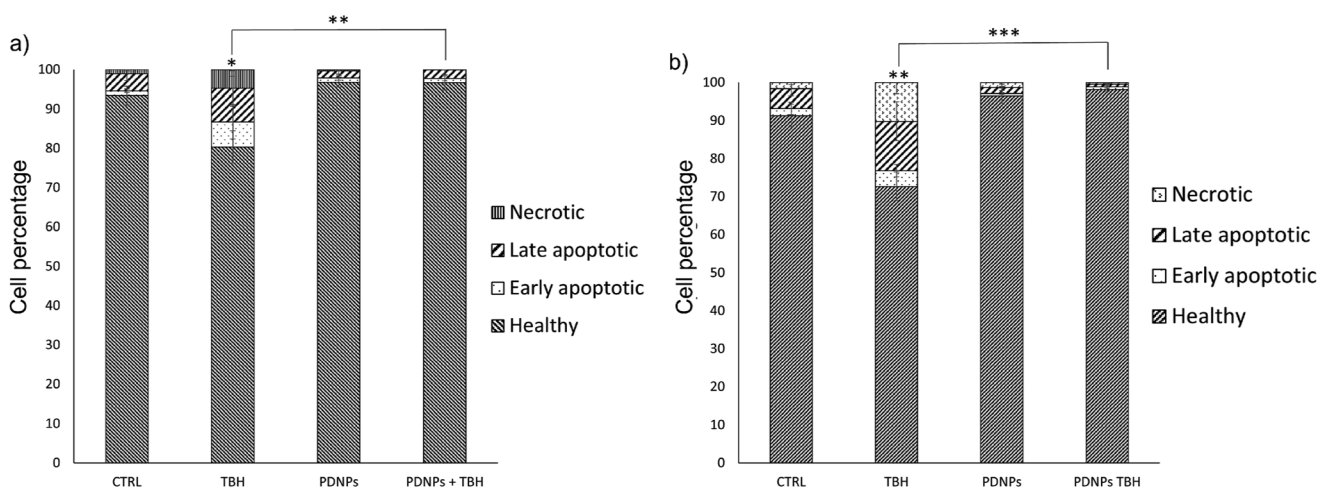 a)
**
*
100
90
80
70
60
50
40
30
20
10
0
Cell percentage
CTRL
TBH
PDNPs
PDNPs + TBH
Necrotic
Late apoptotic
Early apoptotic
Healthy
b)
***
**
100
90
80
70
60
50
40
30
20
10
0
Cell percentage
CTRL
TBH
PDNPs
PDNPs TBH
Necrotic
Late apoptotic
Early apoptotic
Healthy